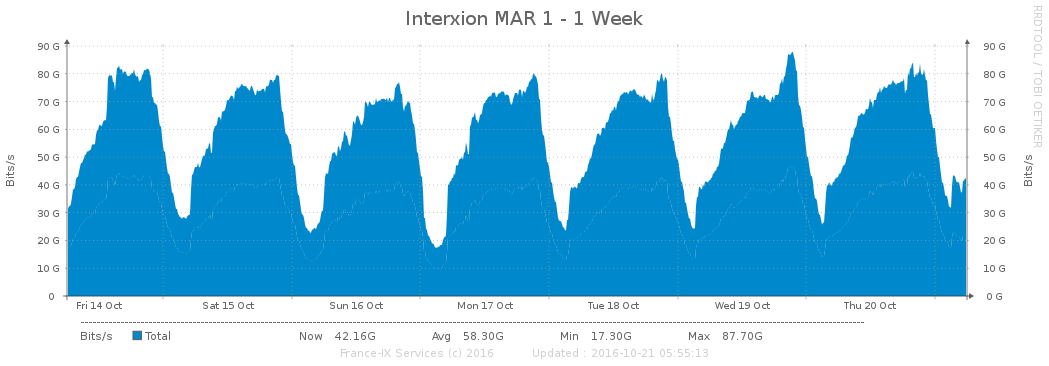 Interxion MAR 1 - 1 Week
RRDTOOL / TOBI OETIKER
Bits/s
90 G 90 G
80 G 80 G
70 G 70 G
60 G 60 G
50 G 50 G
40 G 40 G
30 G 30 G
20 G 20 G
10 G 10 G
0 0 G
Bits/s
Fri 14 Oct Sat 15 Oct Sun 16 Oct Mon 17 Oct Tue 18 Oct Wed 19 Oct Thu 20 Oct
Bits/s Total Now 42.16G Avg 58.30G Min 17.30G Max 87.70G
France-IX Services (c) 2016 Updated : 2016-10-21 05:55:13